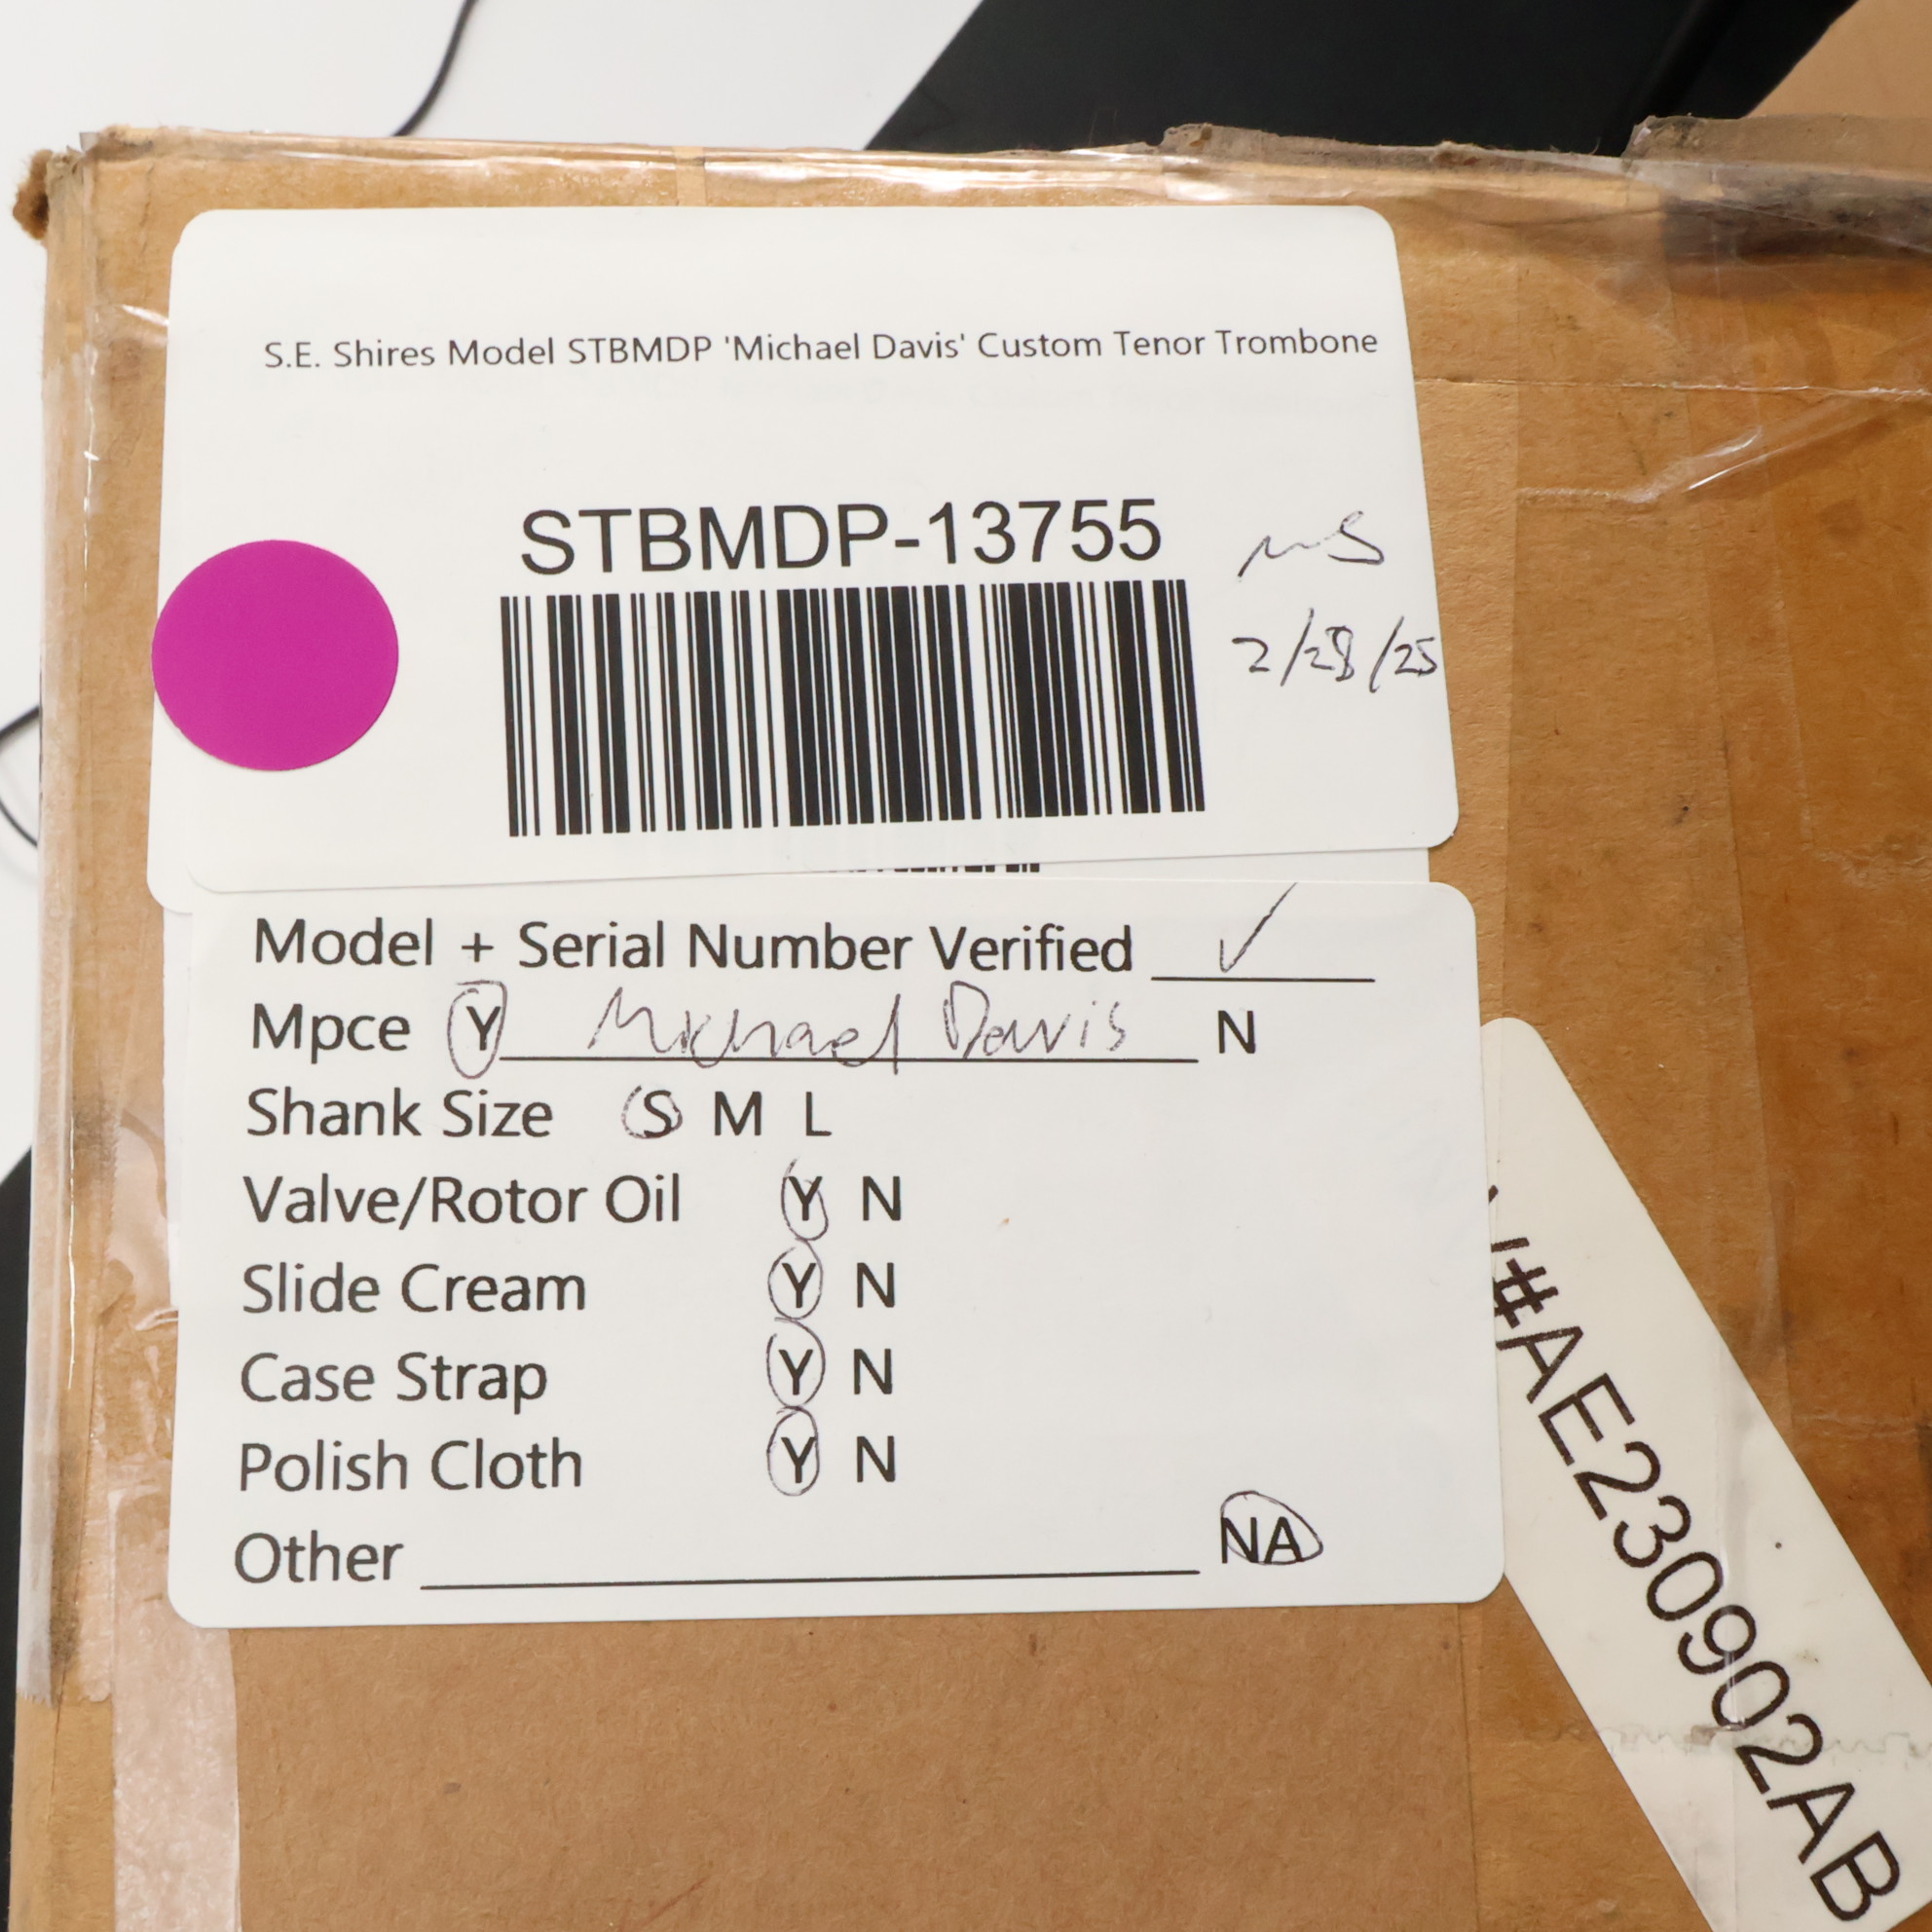 S.E. Shires Model STBMDP 'Michael Davis' Custom Tenor Trombone
STBMDP-13755
MS
2/28/25
Model + Serial Number Verified ✓
Mpce Y Michael Davis N
Shank Size S M L
Valve/Rotor Oil Y N
Slide Cream Y N
Case Strap Y N
Polish Cloth Y N
Other NA
#AE230902AB